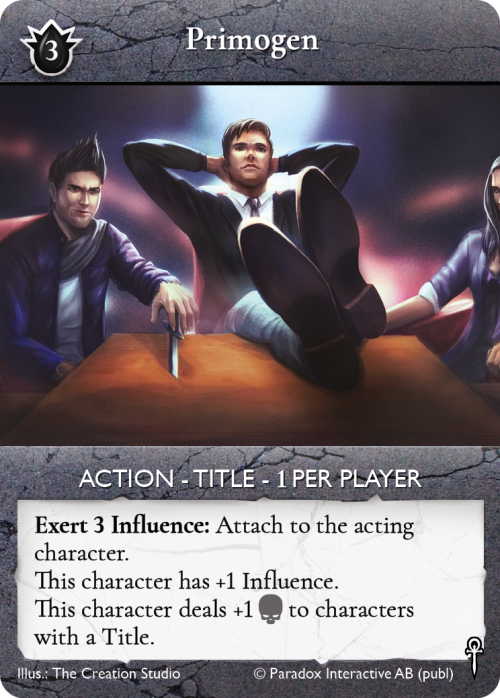 3
Primogen
ACTION - TITLE - 1 PER PLAYER
Exert 3 Influence: Attach to the acting
character.
This character has +1 Influence.
This character deals +1 to characters
with a Title.
Illus.: The Creation Studio © Paradox Interactive AB (publ)